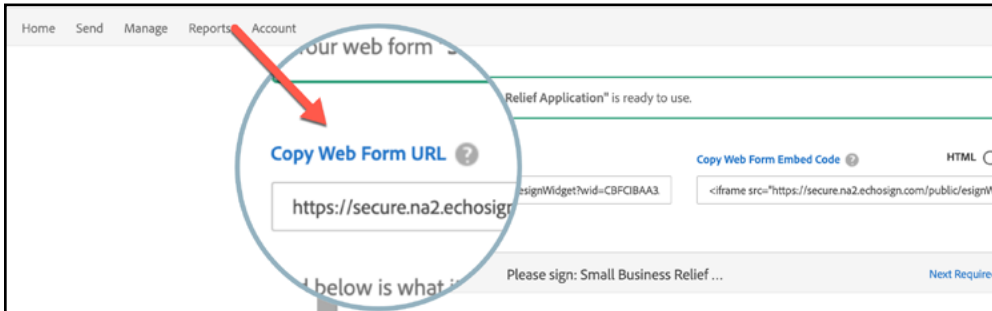 Home Send Manage Reports Account
our web form "S
Relief Application" is ready to use.
Copy Web Form URL ?
Copy Web Form Embed Code ?
HTML
https://secure.na2.echosign
esignWidget?wid=CBFCIBAA3
<iframe src="https://secure.na2.echosign.com/public/esignW
below is what i
Please sign: Small Business Relief ...
Next Require